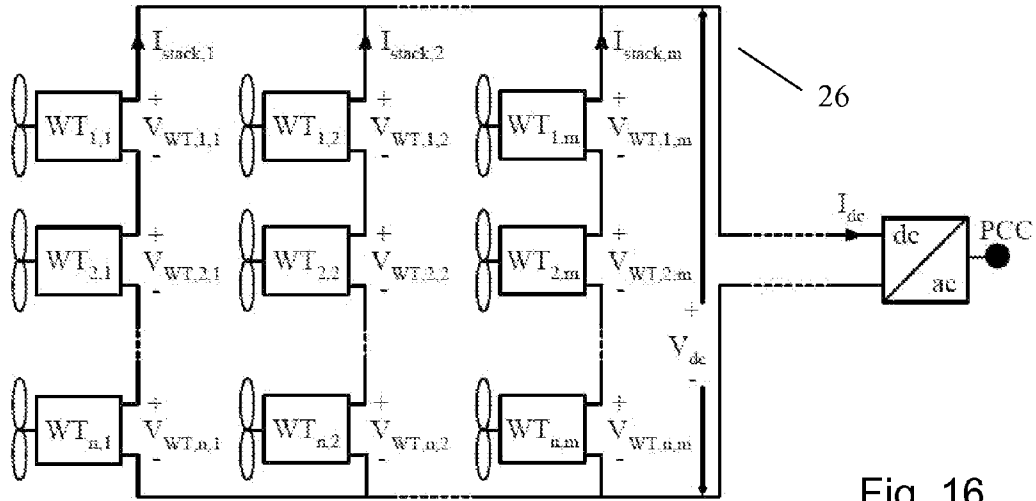 I_stack,1 I_stack,2 I_stack,m 26
+ + +
WT_1,1 V_WT,1,1 WT_1,2 V_WT,1,2 WT_1,m V_WT,1,m
- - -
I_dc
+ + + dc PCC
WT_2,1 V_WT,2,1 WT_2,2 V_WT,2,2 WT_2,m V_WT,2,m
- - - ac
+
V_dc
-
+ + +
WT_n,1 V_WT,n,1 WT_n,2 V_WT,n,2 WT_n,m V_WT,n,m
- - -
Fig. 16